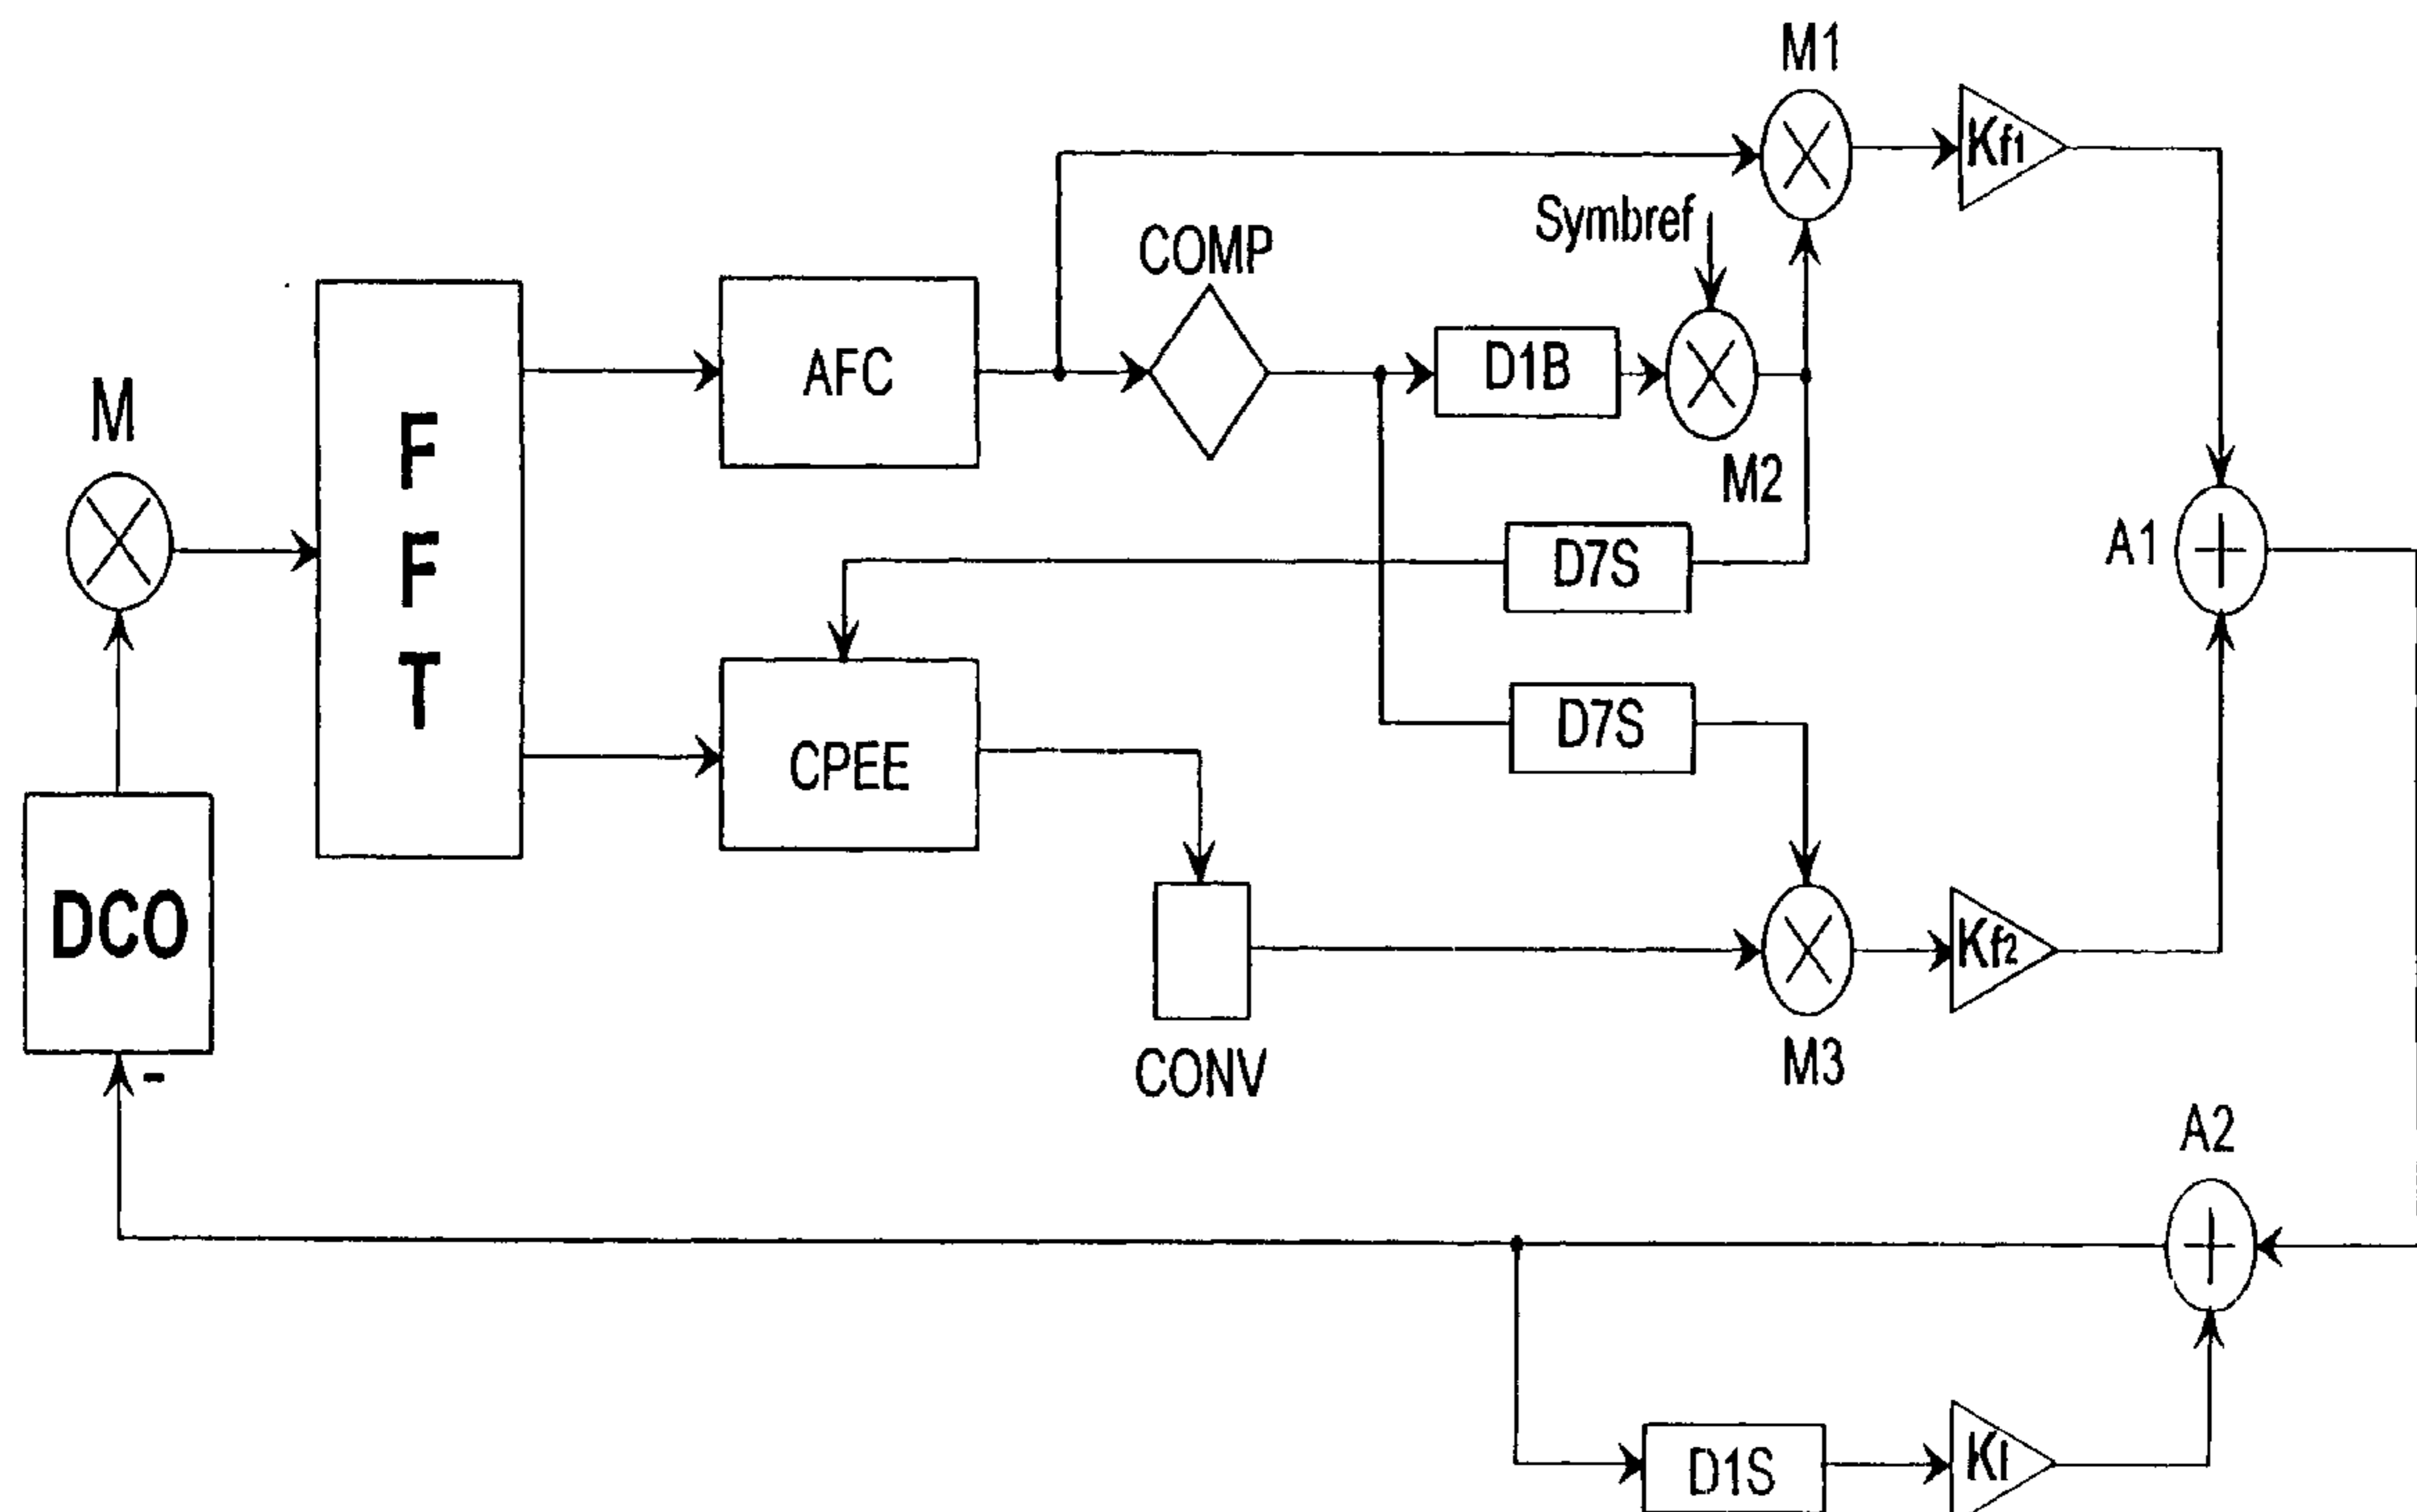 M1
Kf1
Symbref
COMP
M
F
F
T
AFC
D1B
M2
D7S
A1
CPEE
D7S
DCO
Kf2
-
CONV
M3
A2
D1S
KI